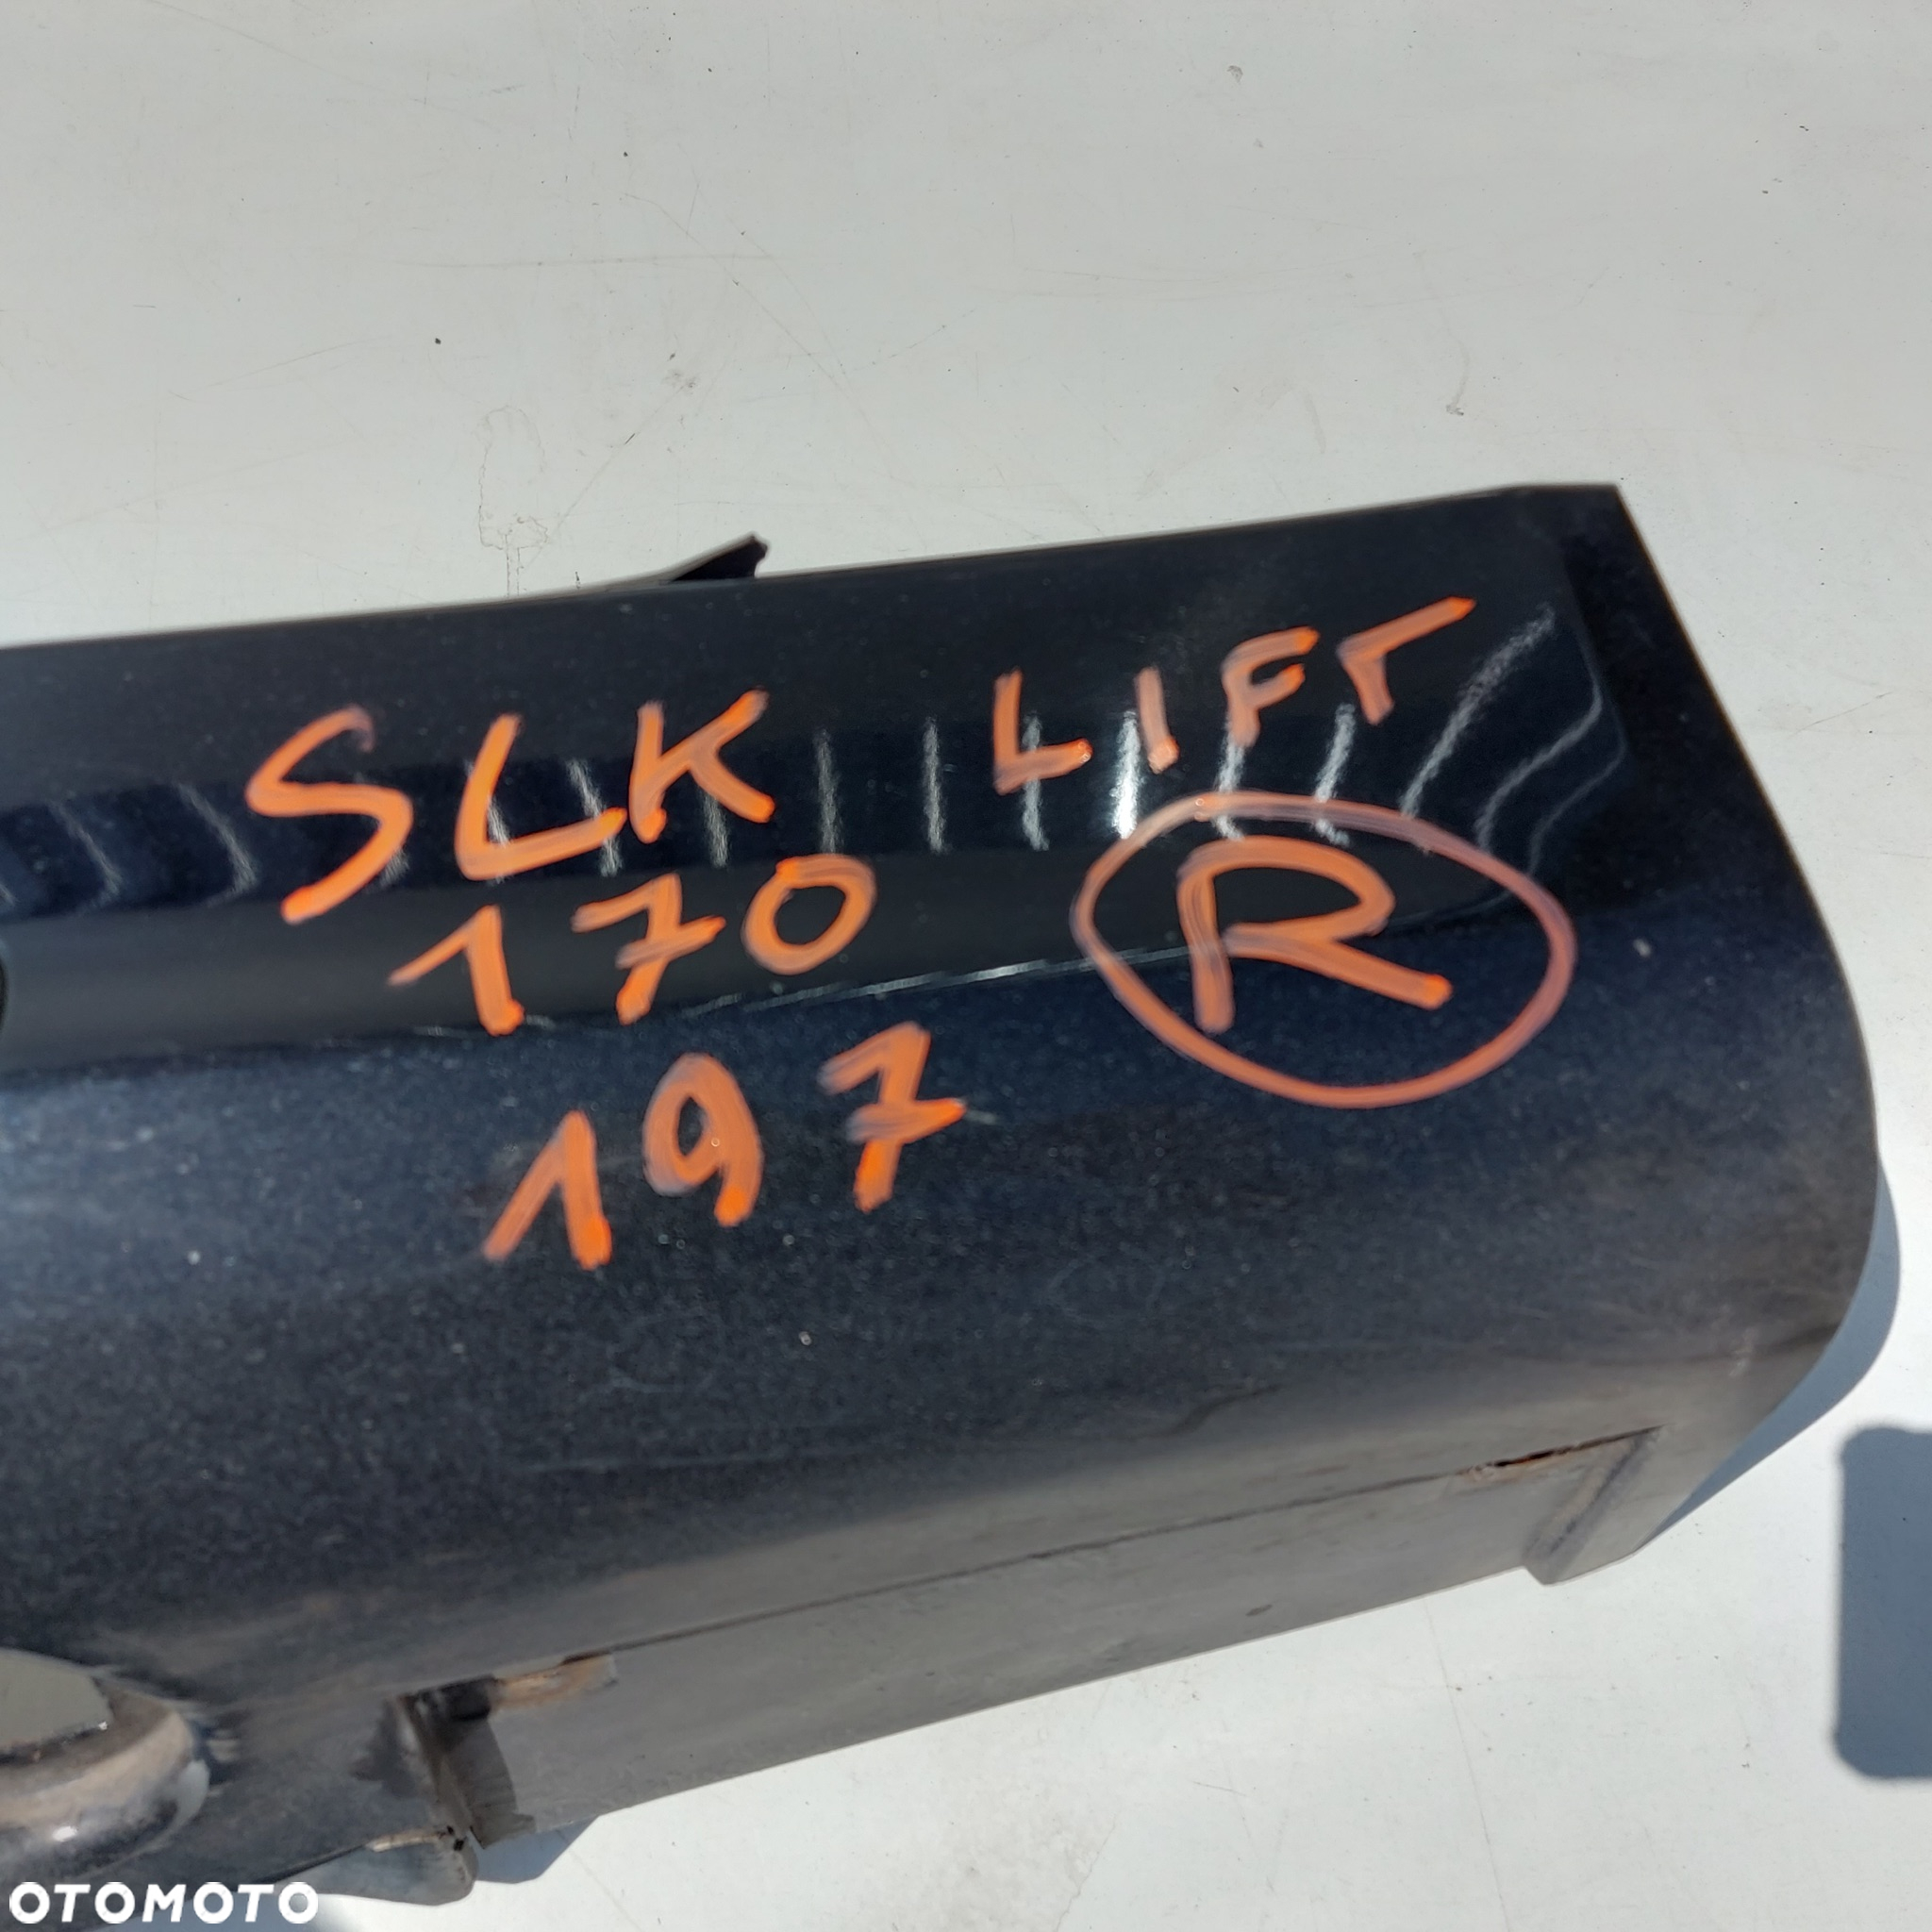 SLK LIFT
170 R
197
OTOMOTO